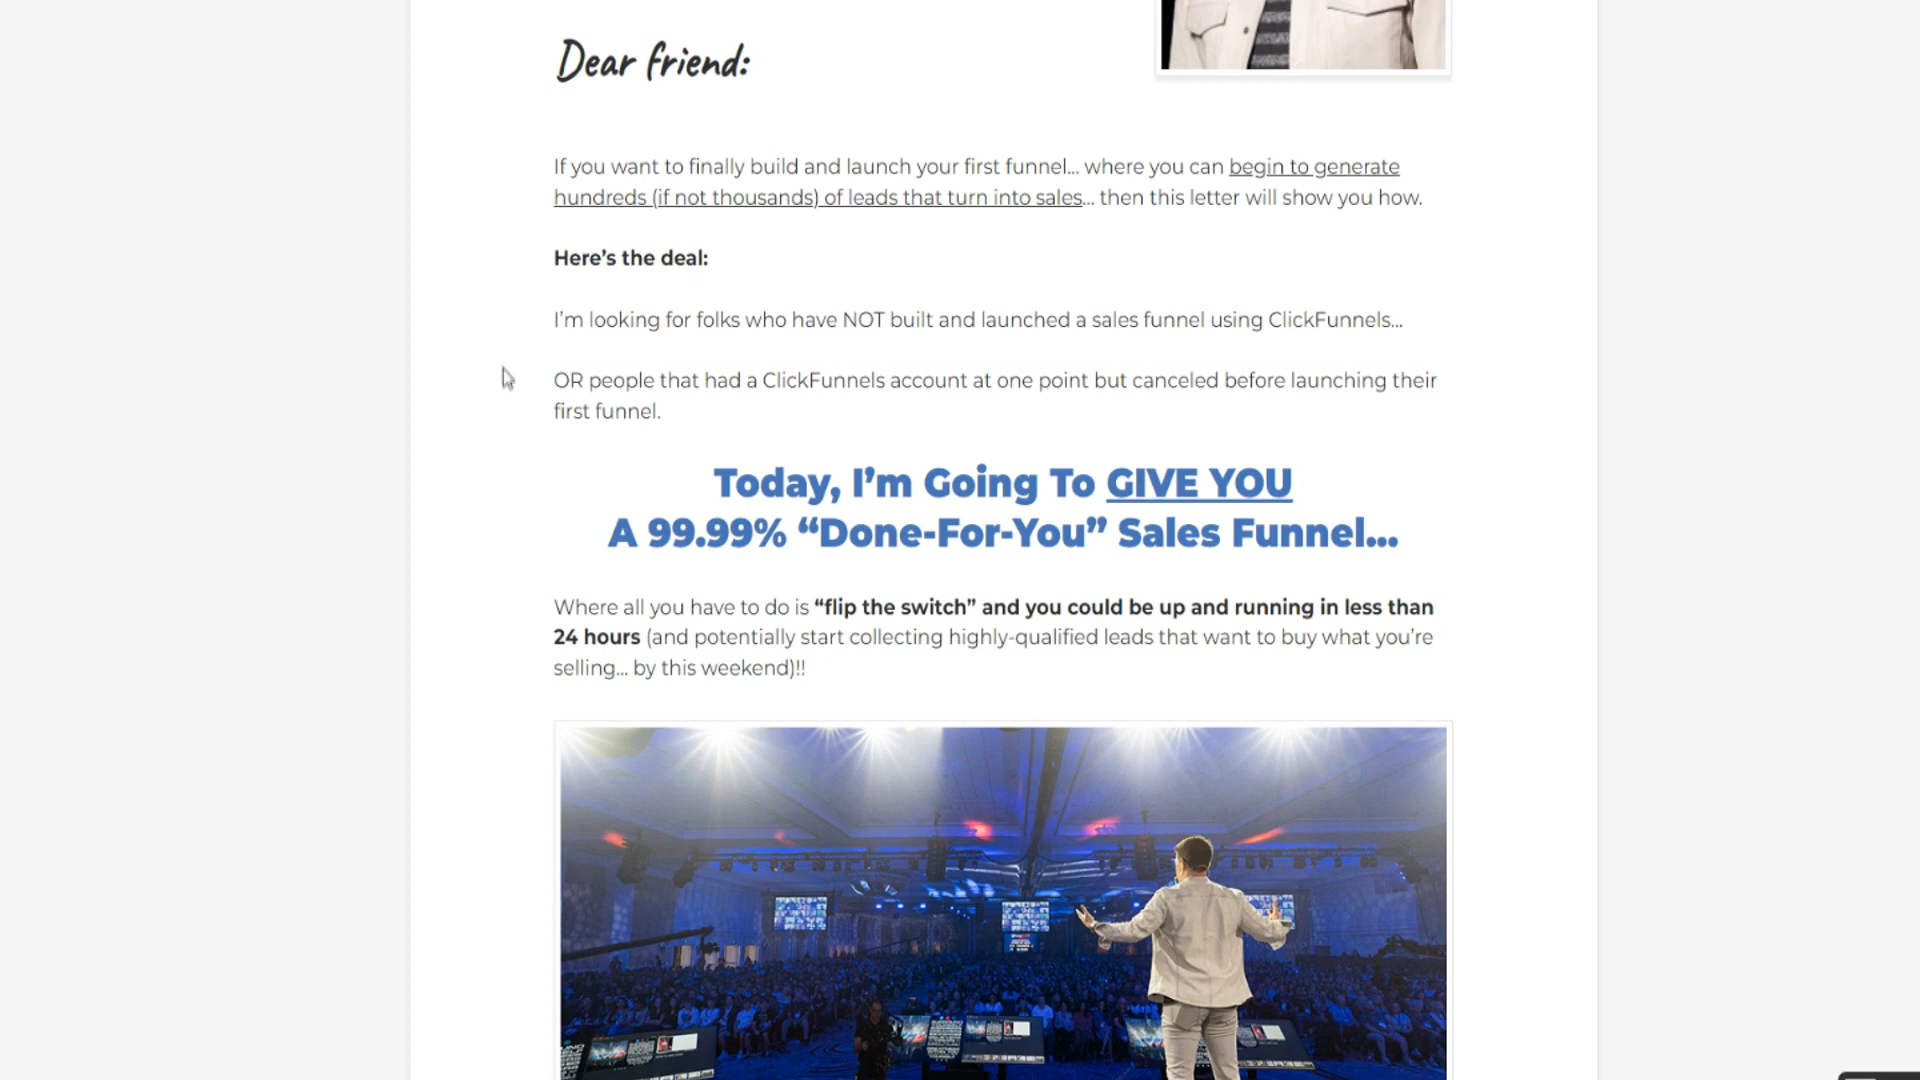 Dear friend:
If you want to finally build and launch your first funnel... where you can begin to generate
hundreds (if not thousands) of leads that turn into sales... then this letter will show you how.
Here’s the deal:
I’m looking for folks who have NOT built and launched a sales funnel using ClickFunnels...
OR people that had a ClickFunnels account at one point but canceled before launching their
first funnel.
Today, I’m Going To GIVE YOU
A 99.99% “Done-For-You” Sales Funnel...
Where all you have to do is “flip the switch” and you could be up and running in less than
24 hours (and potentially start collecting highly-qualified leads that want to buy what you’re
selling... by this weekend)!!